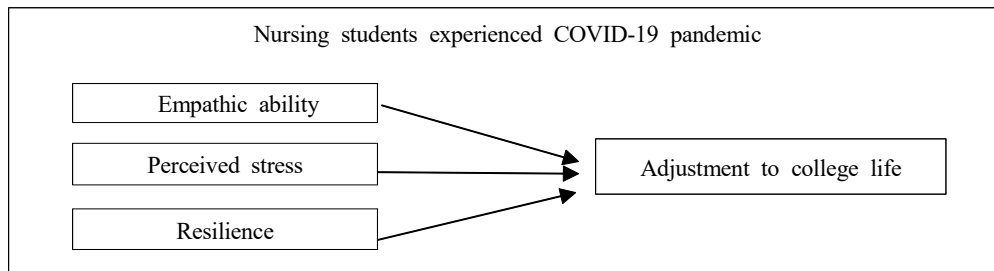 Nursing students experienced COVID-19 pandemic
Empathic ability
Perceived stress
Adjustment to college life
Resilience